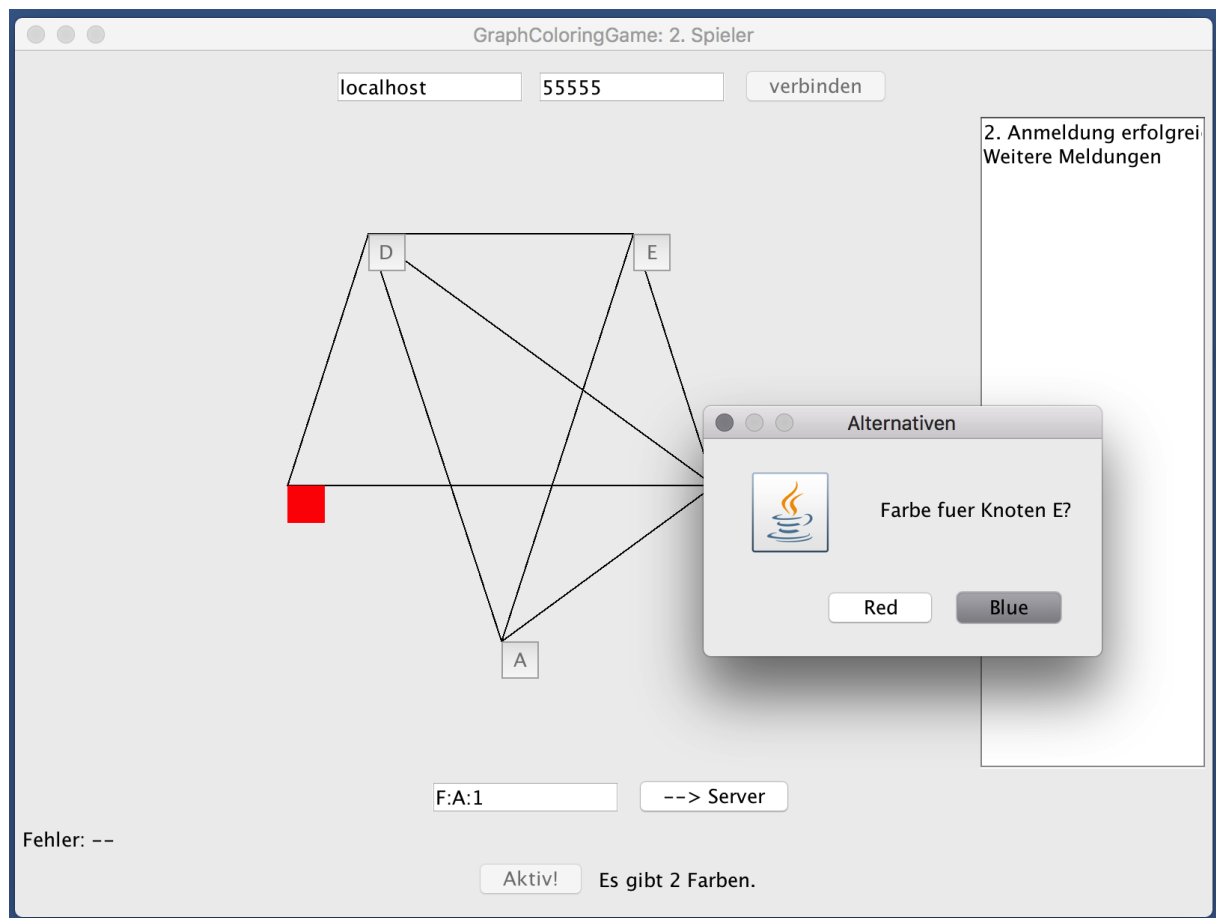 GraphColoringGame: 2. Spieler
localhost 55555 verbinden
2. Anmeldung erfolgrei
Weitere Meldungen
D E
Alternativen
Farbe fuer Knoten E?
Red Blue
A
F:A:1 --> Server
Fehler: --
Aktiv! Es gibt 2 Farben.